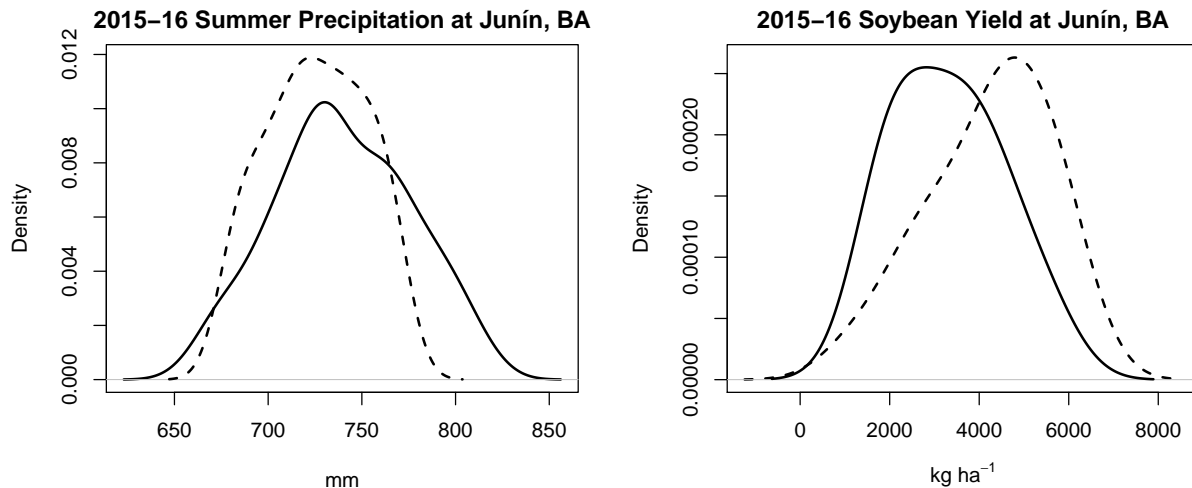 2015−16 Summer Precipitation at Junín, BA
Density
0.000
0.004
0.008
0.012
650
700
750
800
850
mm
2015−16 Soybean Yield at Junín, BA
Density
0.00000
0.00010
0.00020
0
2000
4000
6000
8000
kg ha⁻¹